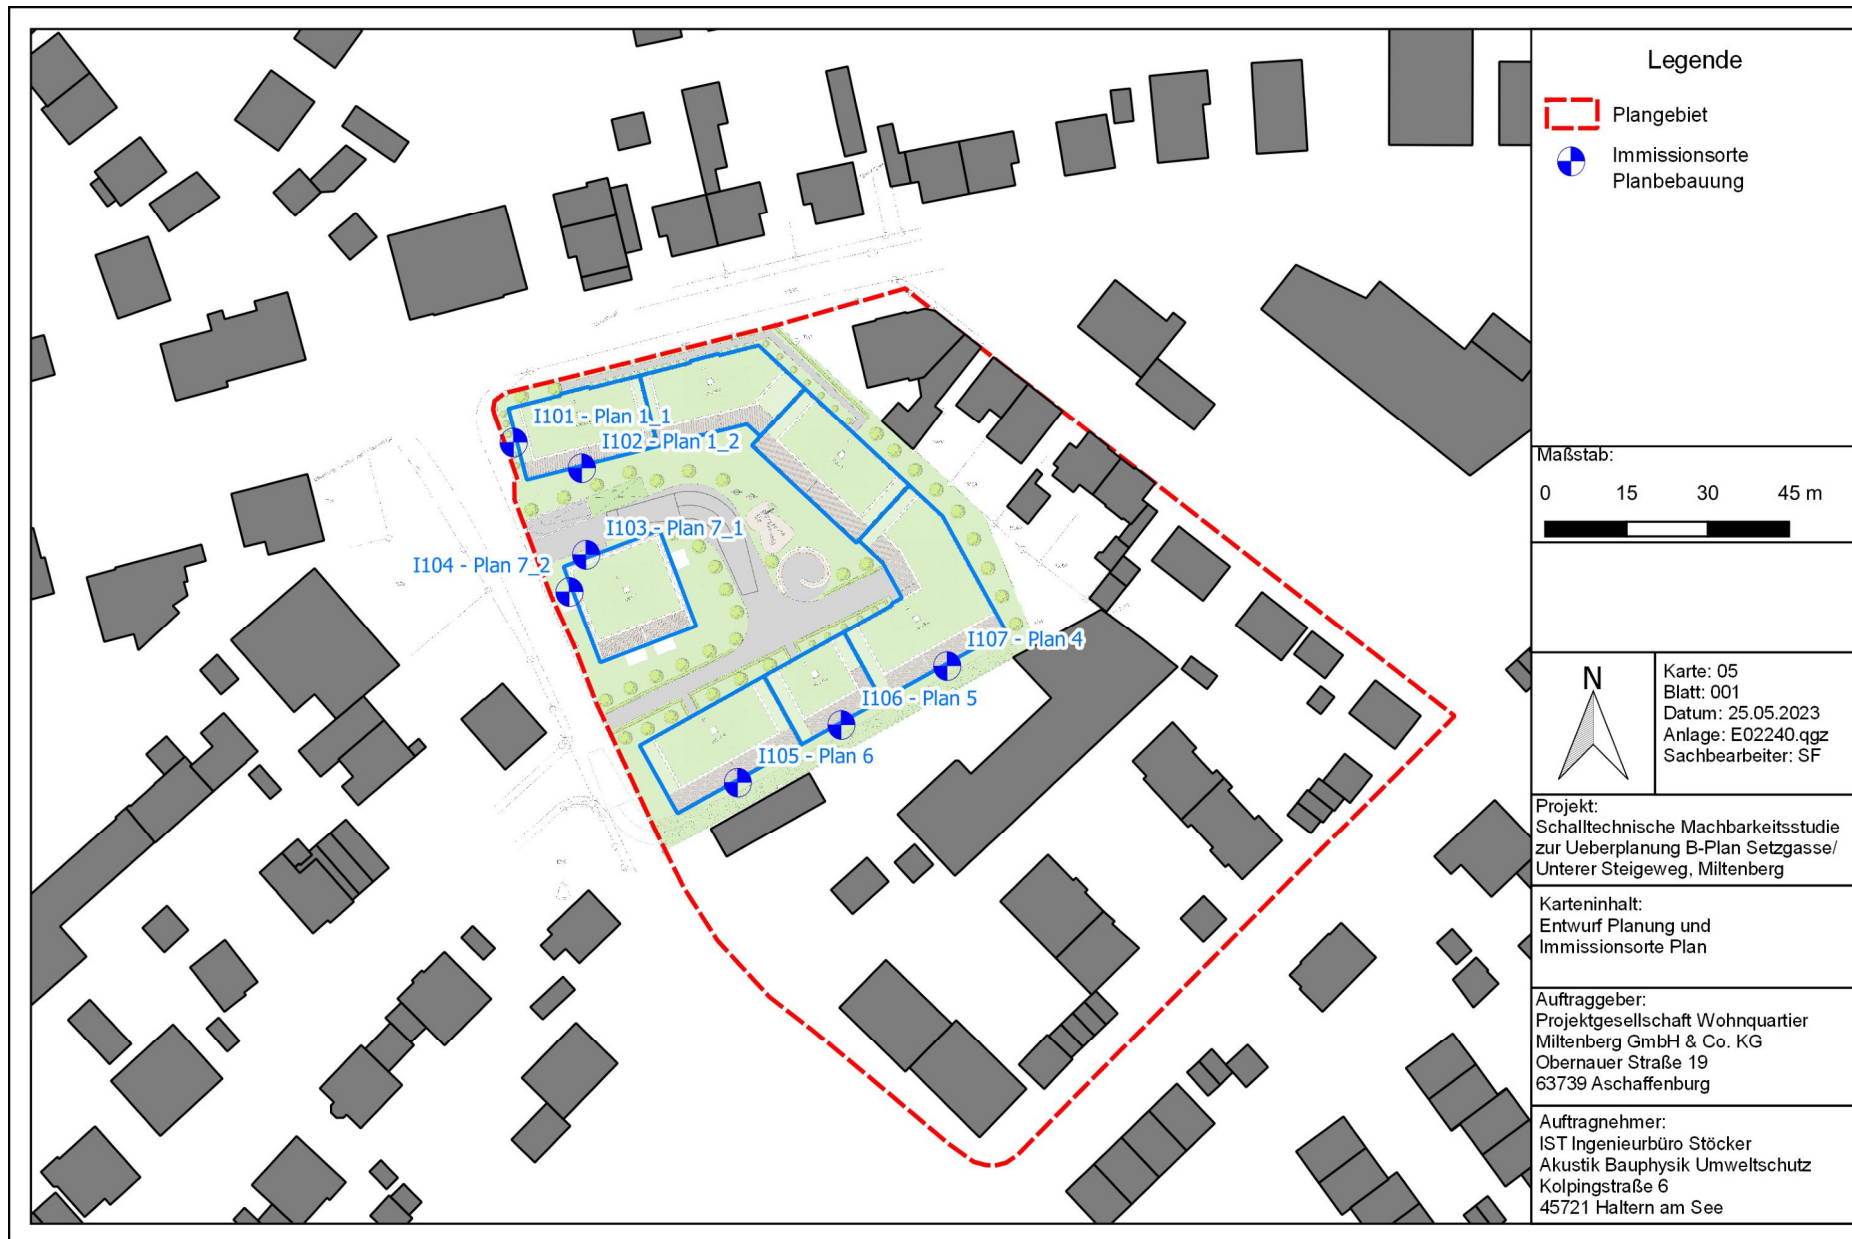 I101 - Plan 1_1
I102 - Plan 1_2
I103 - Plan 7_1
I104 - Plan 7_2
I107 - Plan 4
I106 - Plan 5
I105 - Plan 6
Legende
Plangebiet
Immissionsorte
Planbebauung
Maßstab:
0 15 30 45 m
N
Karte: 05
Blatt: 001
Datum: 25.05.2023
Anlage: E02240.qgz
Sachbearbeiter: SF
Projekt:
Schalltechnische Machbarkeitsstudie
zur Ueberplanung B-Plan Setzgasse/
Unterer Steigeweg, Miltenberg
Karteninhalt:
Entwurf Planung und
Immissionsorte Plan
Auftraggeber:
Projektgesellschaft Wohnquartier
Miltenberg GmbH & Co. KG
Obernauer Straße 19
63739 Aschaffenburg
Auftragnehmer:
IST Ingenieurbüro Stöcker
Akustik Bauphysik Umweltschutz
Kolpingstraße 6
45721 Haltern am See